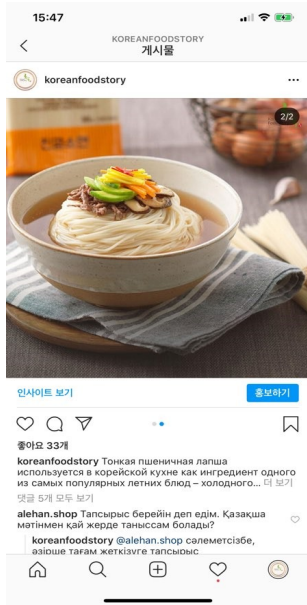 15:47
KOREANFOODSTORY
게시물
koreanfoodstory
2/2
인사이트 보기
홍보하기
좋아요 33개
koreanfoodstory Тонкая пшеничная лапша
используется в корейской кухне как ингредиент одного
из самых популярных летних блюд – холодного... 더 보기
댓글 5개 모두 보기
alehan.shop Тапсырыс берейін деп едім. Қазақша
мәтінмен қай жерде таныссам болады?
koreanfoodstory @alehan.shop сәлеметсізбе,
әзірше тағам жеткізуге тапсырыс